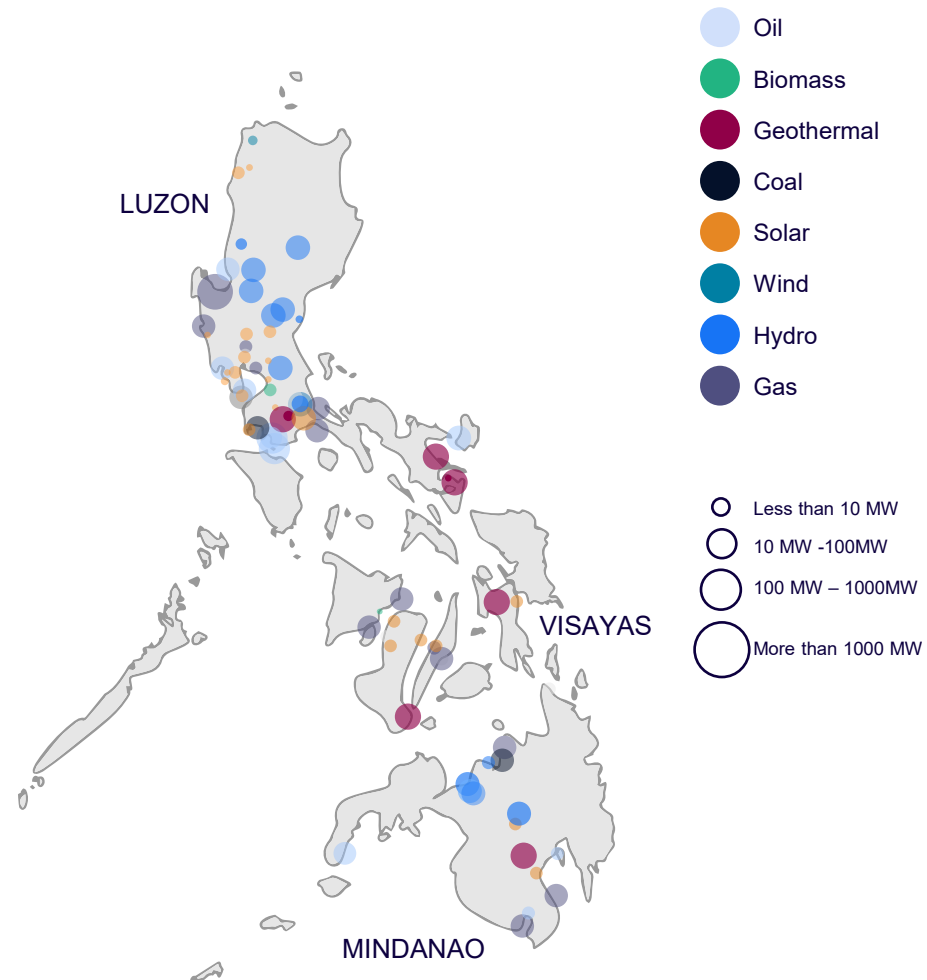 Oil
Biomass
Geothermal
Coal
Solar
Wind
Hydro
Gas
Less than 10 MW
10 MW -100MW
100 MW – 1000MW
More than 1000 MW
LUZON
VISAYAS
MINDANAO